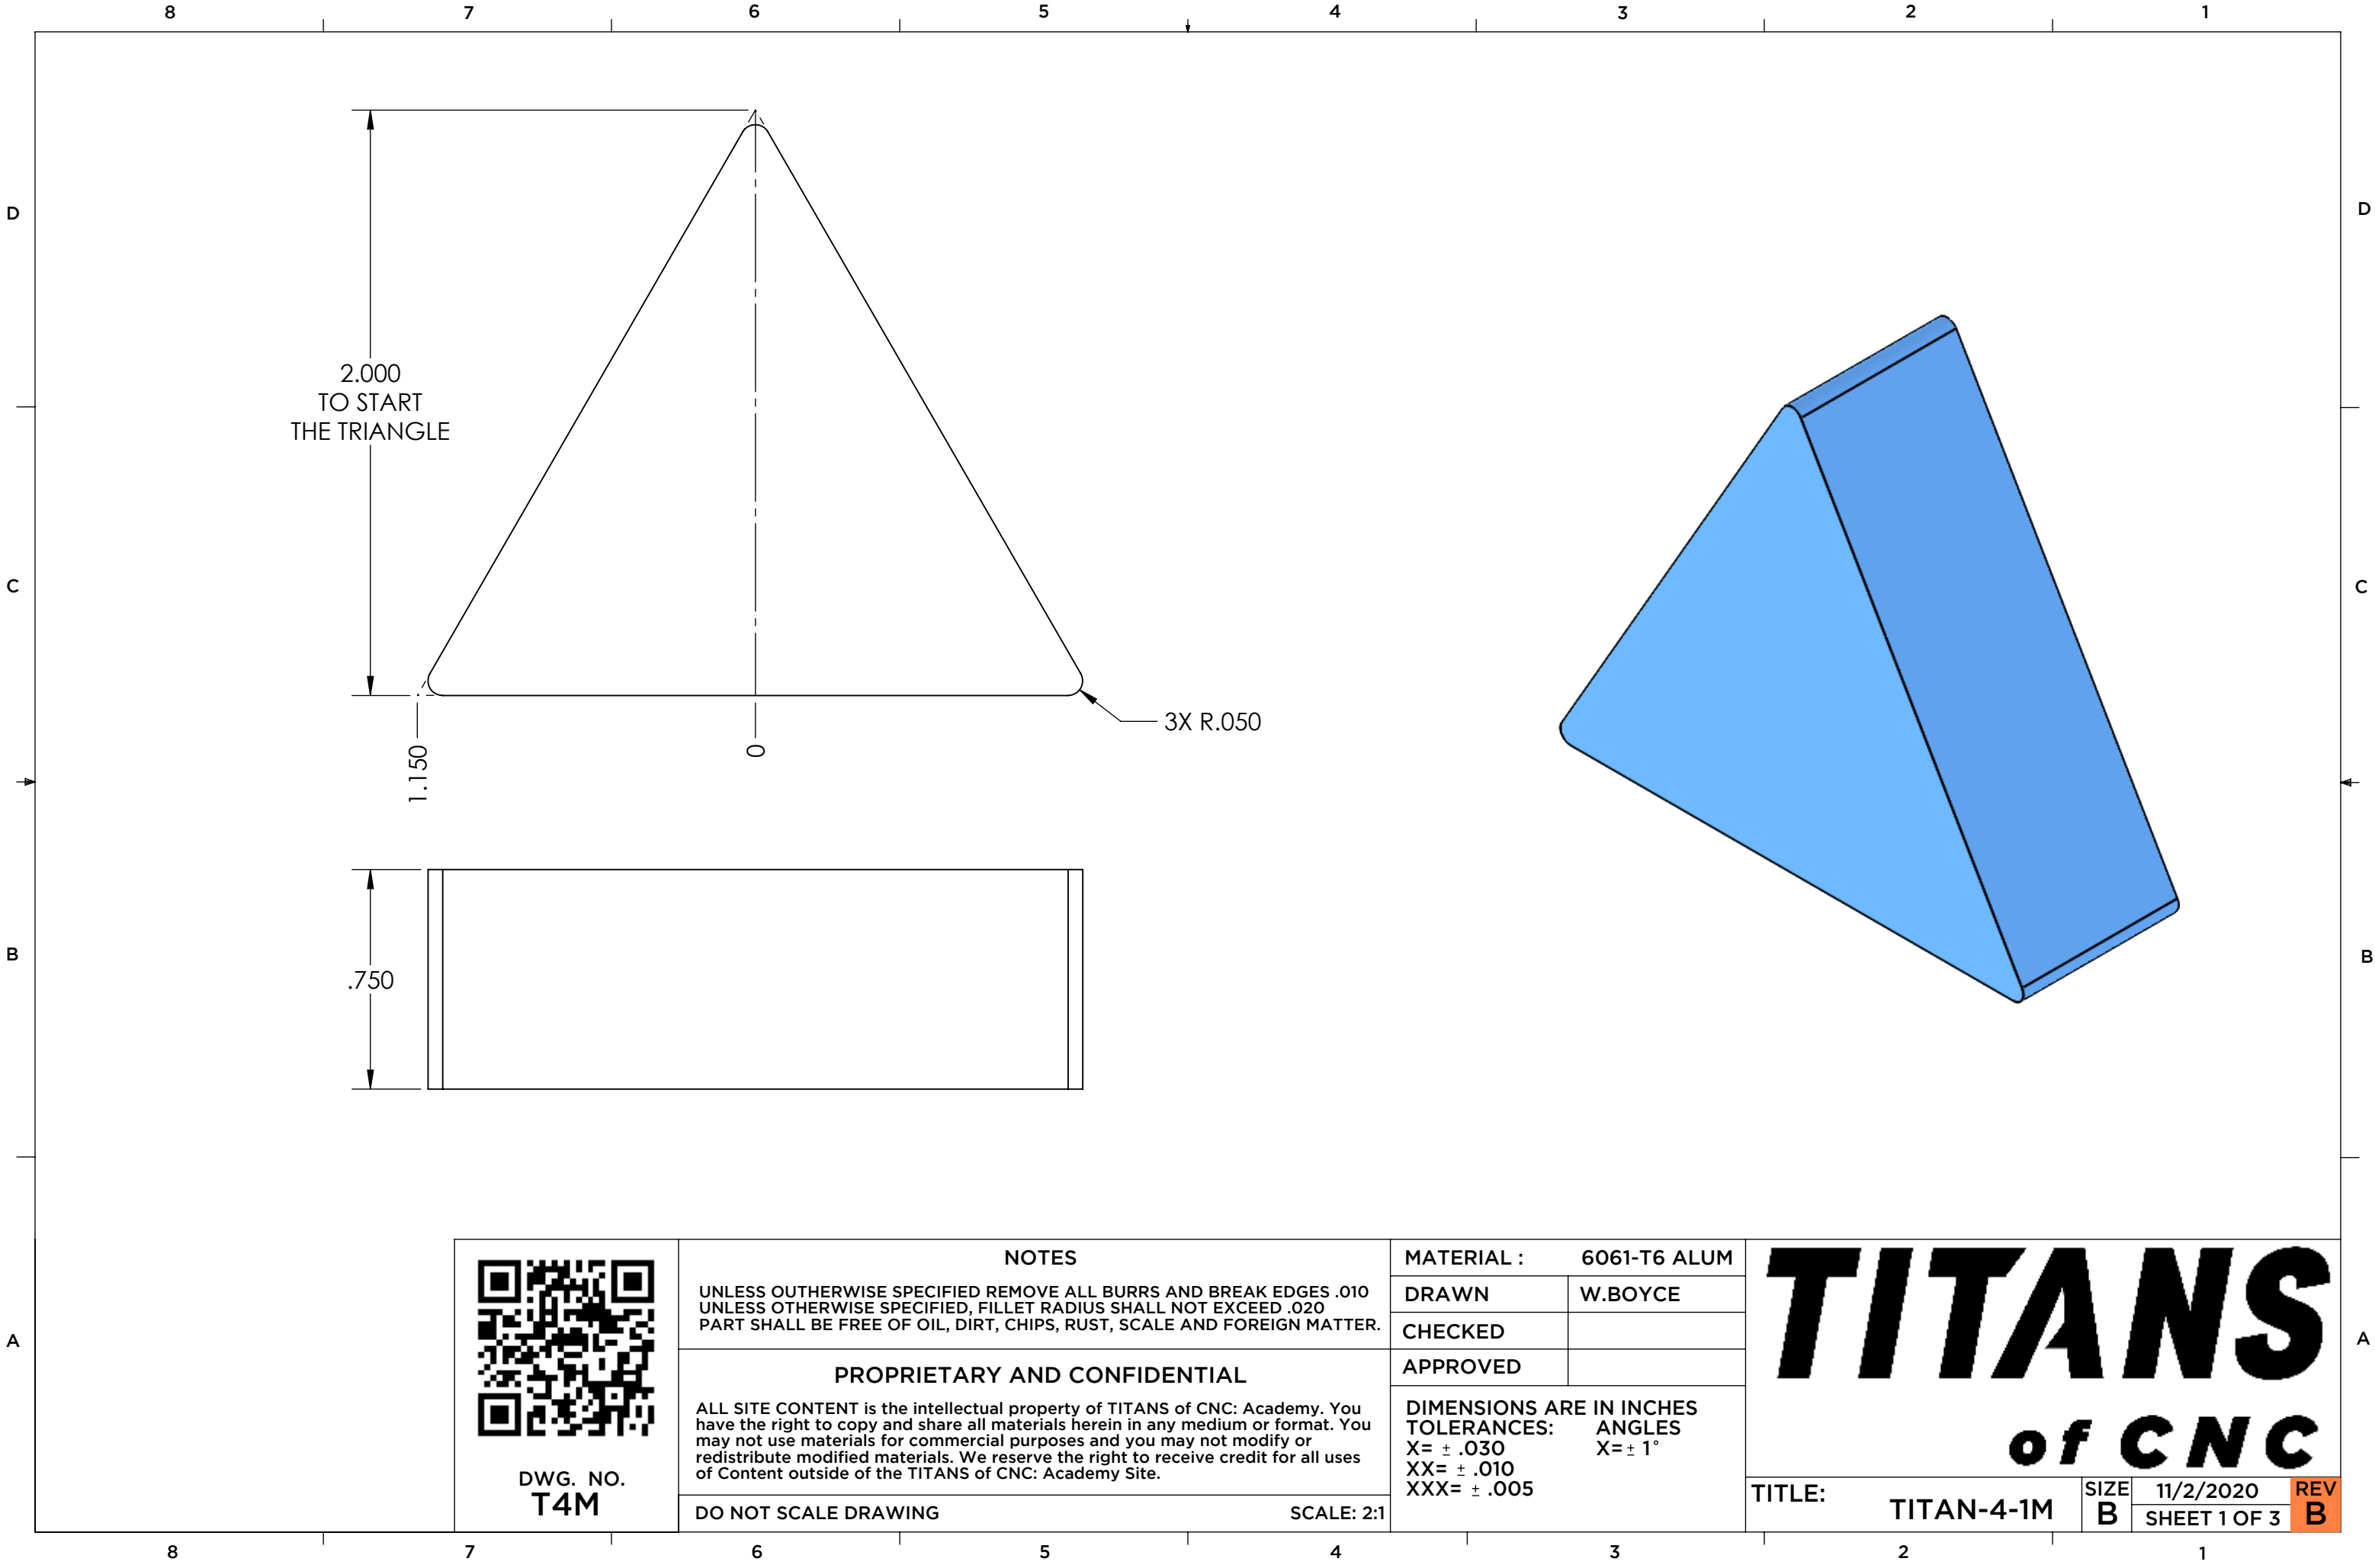 8 7 6 5 4 3 2 1
D D
2.000
TO START
THE TRIANGLE
C C
3X R.050
1.150
0
B B
.750
A A
DWG. NO.
T4M
NOTES
UNLESS OUTHERWISE SPECIFIED REMOVE ALL BURRS AND BREAK EDGES .010
UNLESS OTHERWISE SPECIFIED, FILLET RADIUS SHALL NOT EXCEED .020
PART SHALL BE FREE OF OIL, DIRT, CHIPS, RUST, SCALE AND FOREIGN MATTER.
PROPRIETARY AND CONFIDENTIAL
ALL SITE CONTENT is the intellectual property of TITANS of CNC: Academy. You
have the right to copy and share all materials herein in any medium or format. You
may not use materials for commercial purposes and you may not modify or
redistribute modified materials. We reserve the right to receive credit for all uses
of Content outside of the TITANS of CNC: Academy Site.
DO NOT SCALE DRAWING SCALE: 2:1
MATERIAL : 6061-T6 ALUM
DRAWN W.BOYCE
CHECKED
APPROVED
DIMENSIONS ARE IN INCHES
TOLERANCES: ANGLES
X= ± .030 X= ± 1°
XX= ± .010
XXX= ± .005
TITANS
of CNC
TITLE: TITAN-4-1M
SIZE
B
11/2/2020
SHEET 1 OF 3
REV
B
8 7 6 5 4 3 2 1